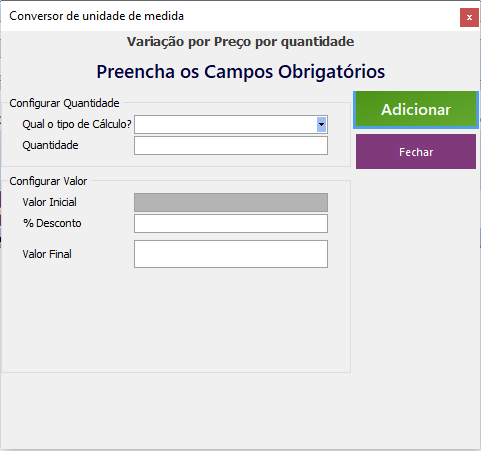 Conversor de unidade de medida
x
Variação por Preço por quantidade
Preencha os Campos Obrigatórios
Configurar Quantidade
Qual o tipo de Cálculo?
Quantidade
Adicionar
Fechar
Configurar Valor
Valor Inicial
% Desconto
Valor Final